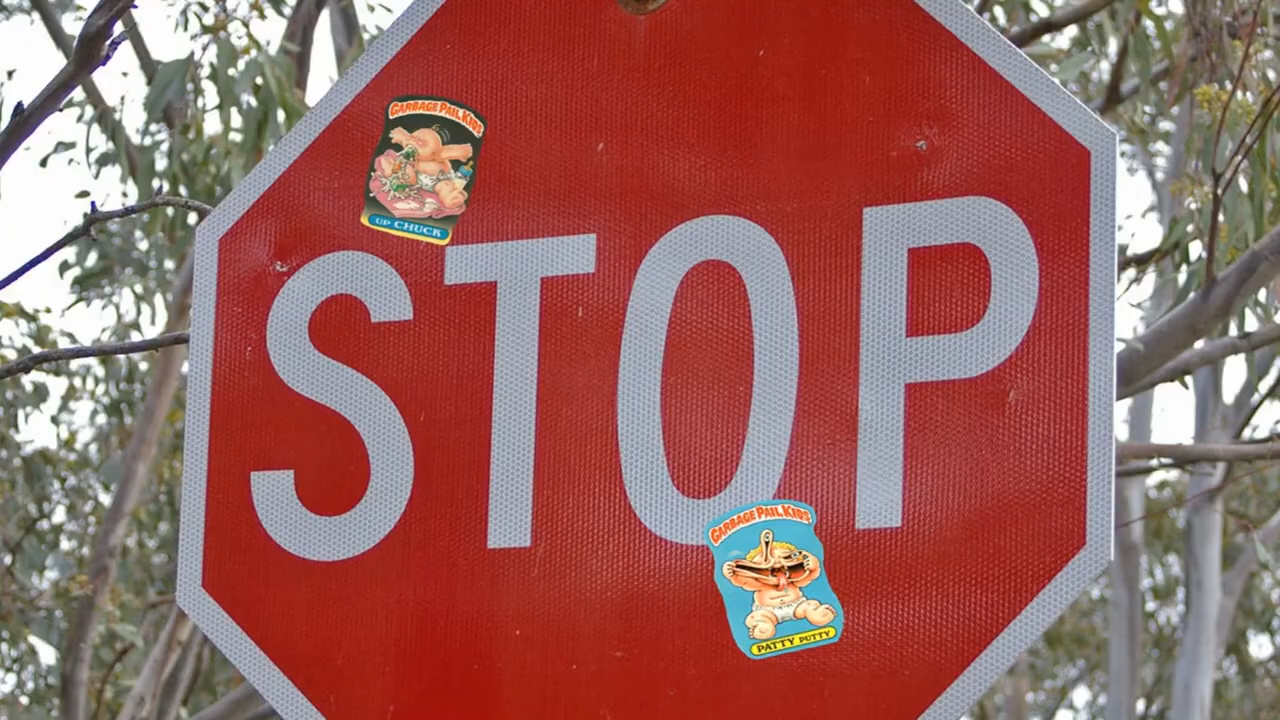 GARBAGE PAIL KIDS
UP CHUCK
STOP
GARBAGE PAIL KIDS
PATTY PUTTY